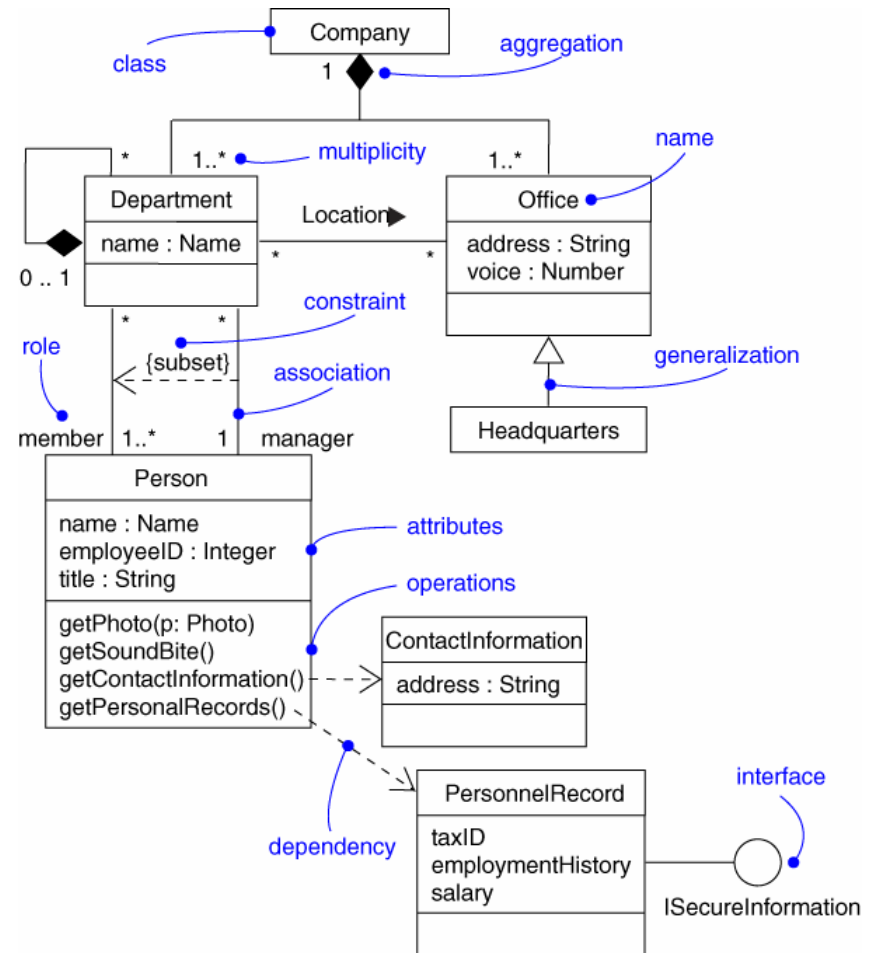 Company
class
aggregation
1
*
1..*
multiplicity
1..*
name
Department
Location
Office
name : Name
address : String
voice : Number
*
*
0 .. 1
*
*
constraint
role
{subset}
association
generalization
member
1..*
1
manager
Headquarters
Person
name : Name
employeeID : Integer
title : String
attributes
operations
getPhoto(p: Photo)
getSoundBite()
getContactInformation()
getPersonalRecords()
ContactInformation
address : String
dependency
PersonnelRecord
interface
taxID
employmentHistory
salary
ISecureInformation